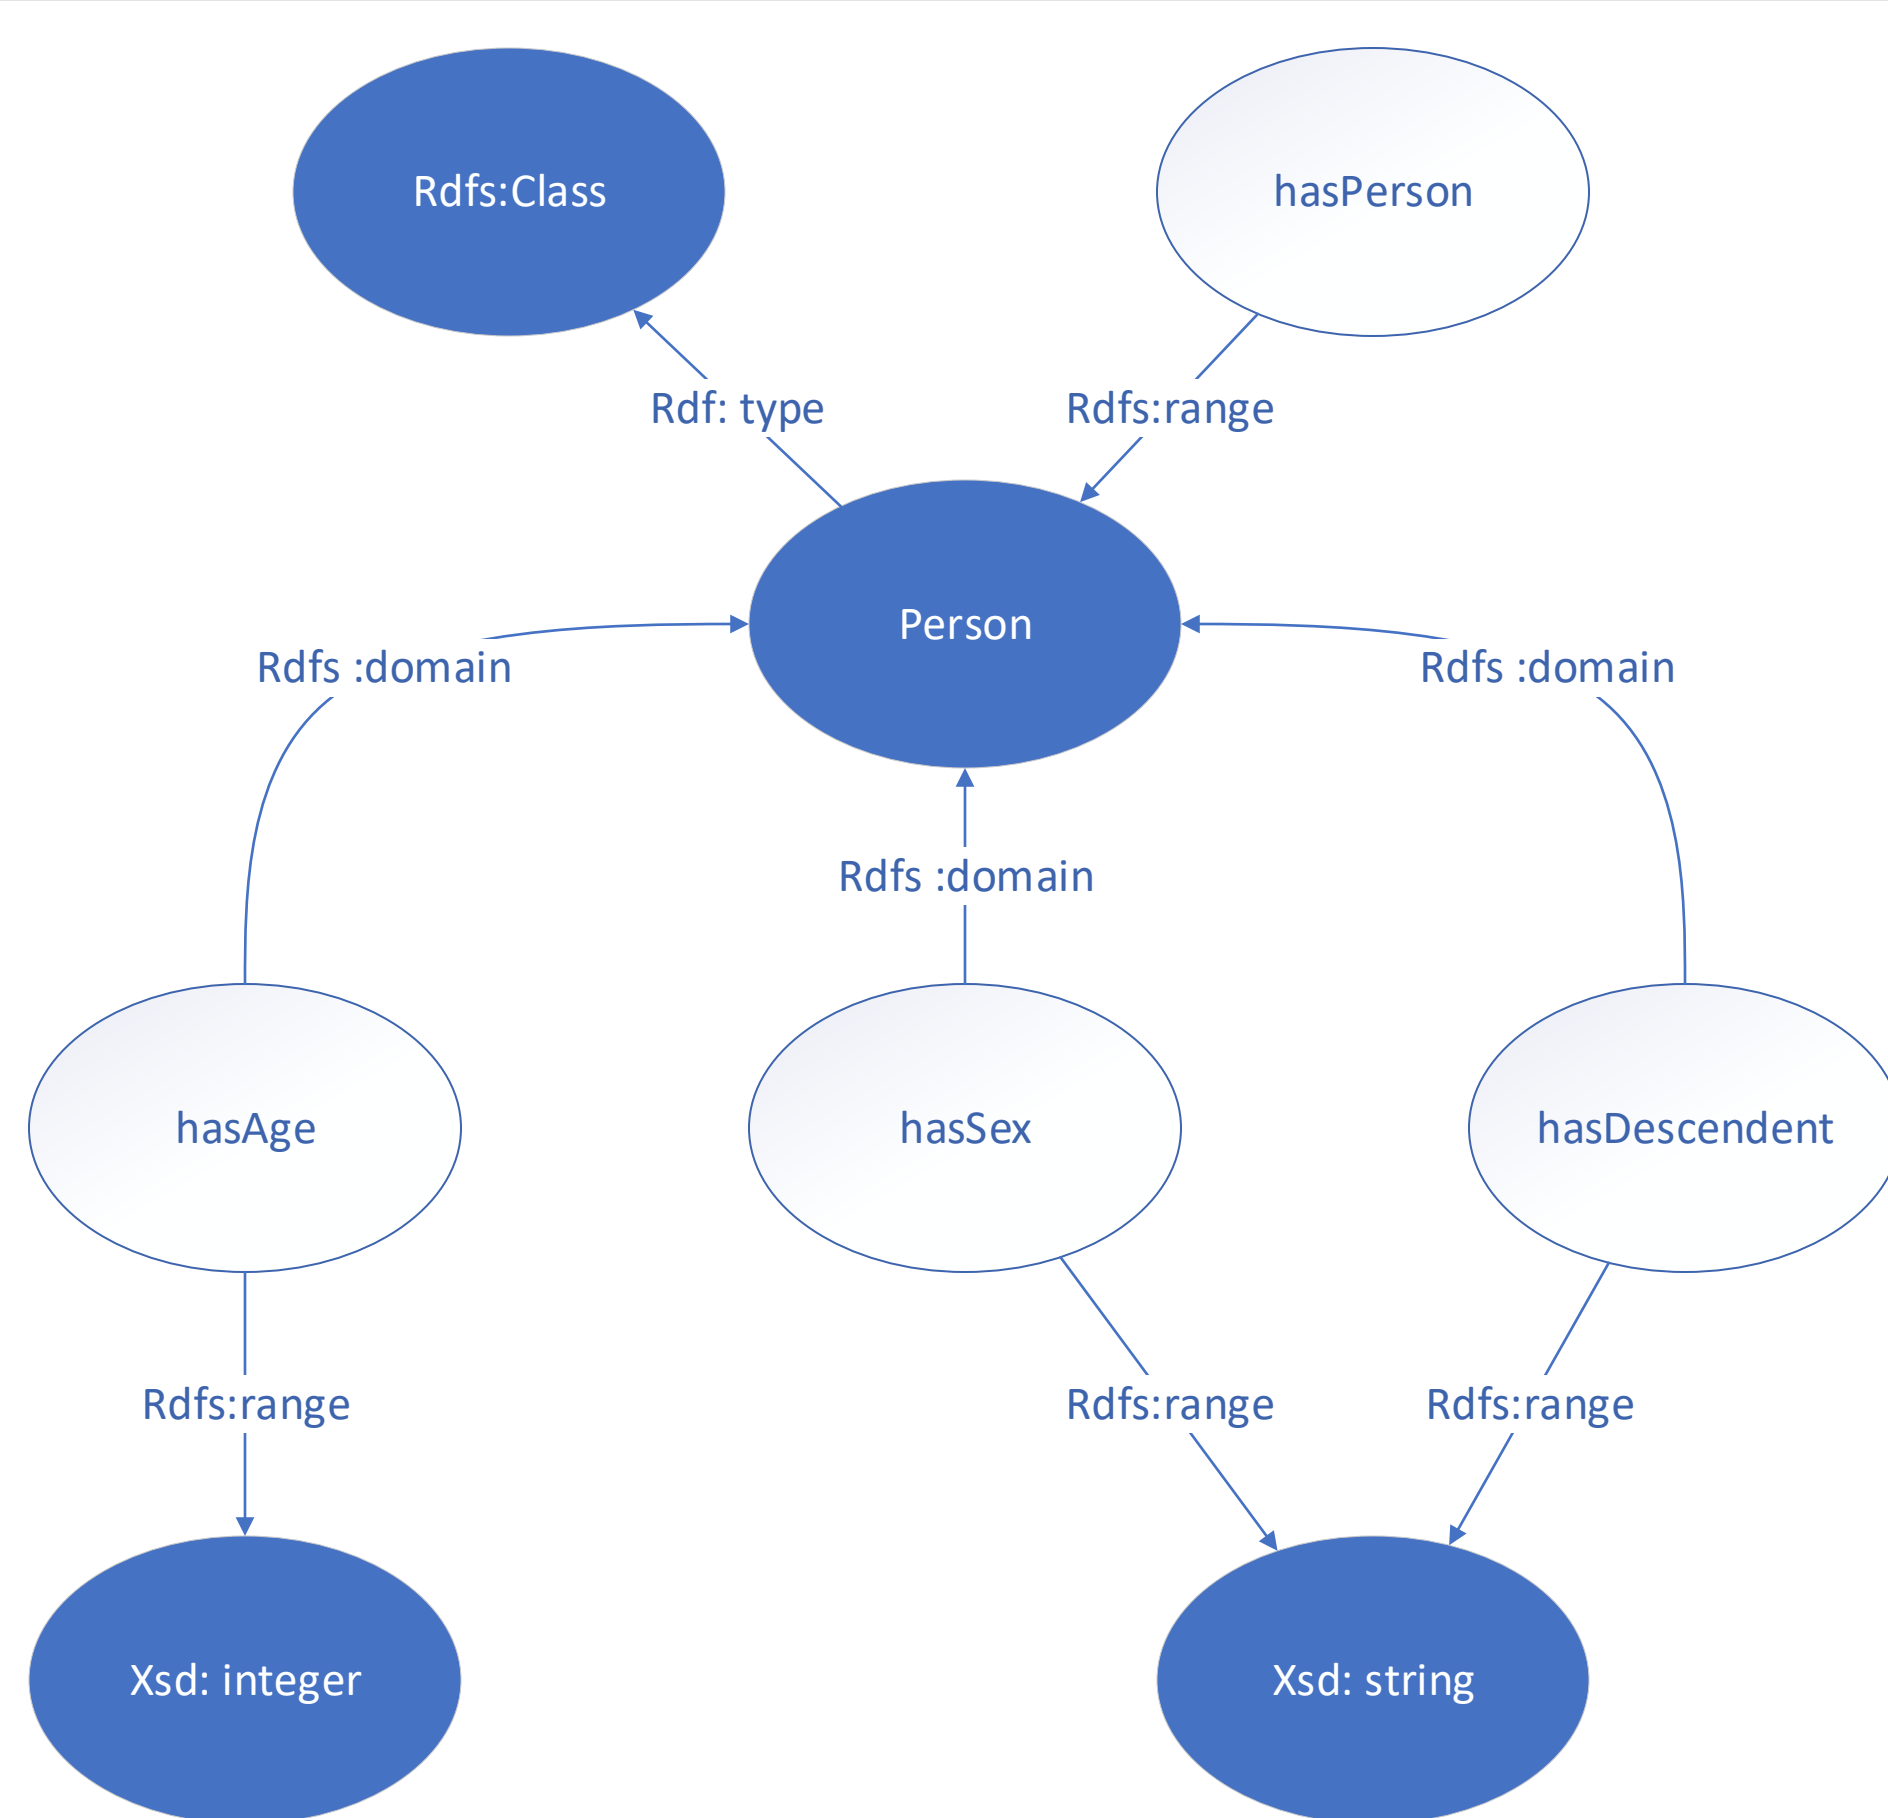 Rdfs:Class
hasPerson
Rdf: type
Rdfs:range
Person
Rdfs :domain
Rdfs :domain
Rdfs :domain
hasAge
hasSex
hasDescendent
Rdfs:range
Rdfs:range
Rdfs:range
Xsd: integer
Xsd: string